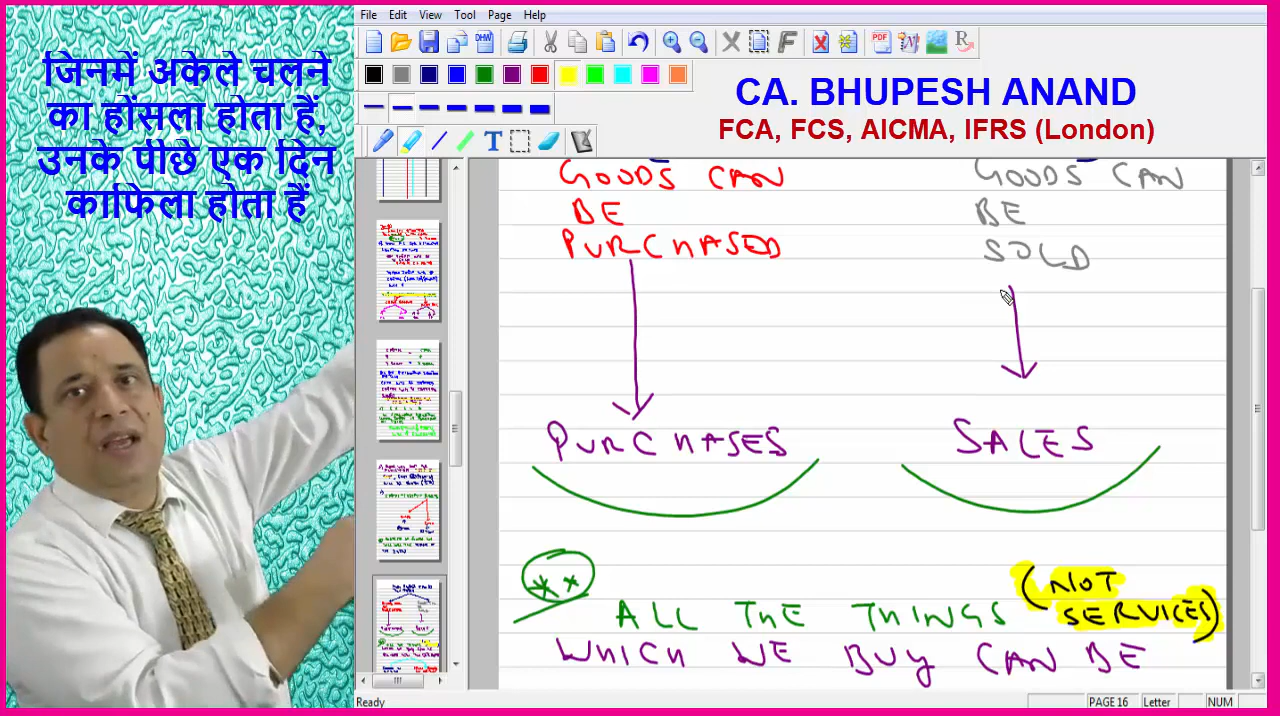 जिनमें अकेले चलने
का होंसला होता हैं,
उनके पीछे एक दिन
काफिला होता हैं
File Edit View Tool Page Help
CA. BHUPESH ANAND
FCA, FCS, AICMA, IFRS (London)
GOODS CAN
BE
PURCHASED
GOODS CAN
BE
SOLD
PURCHASES
SALES
ALL THE THINGS (NOT
SERVICES)
WHICH WE BUY CAN BE
Ready PAGE 16 Letter NUM